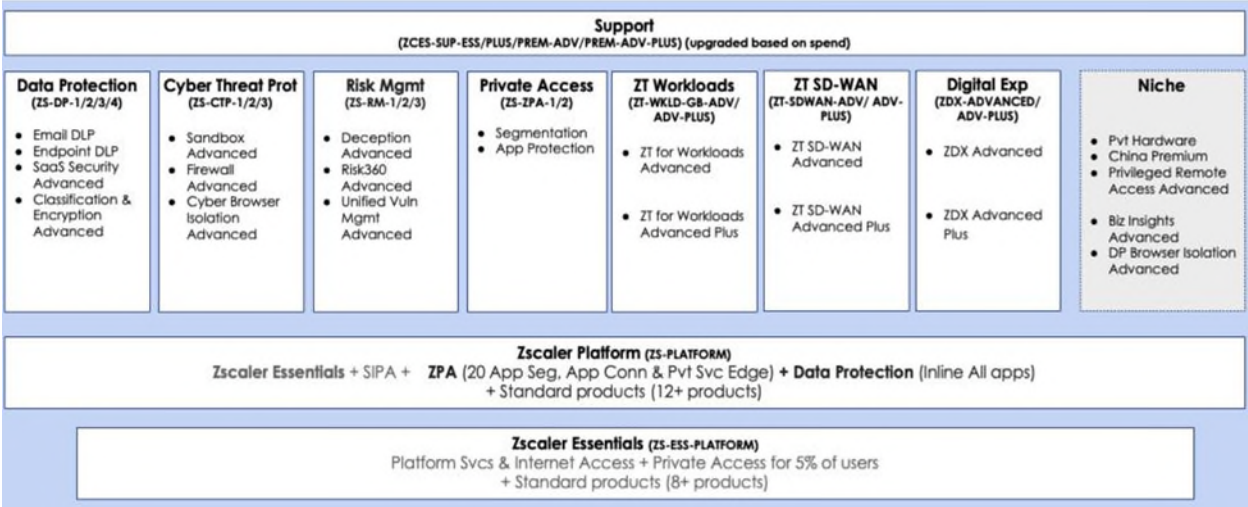 Support
(ZCES-SUP-ESS/PLUS/PREM-ADV/PREM-ADV-PLUS) (upgraded based on spend)
Data Protection
(ZS-DP-1/2/3/4)
● Email DLP
● Endpoint DLP
● SaaS Security
Advanced
● Classification &
Encryption
Advanced
Cyber Threat Prot
(ZS-CTP-1/2/3)
● Sandbox
Advanced
● Firewall
Advanced
● Cyber Browser
Isolation
Advanced
Risk Mgmt
(ZS-RM-1/2/3)
● Deception
Advanced
● Risk360
Advanced
● Unified Vuln
Mgmt
Advanced
Private Access
(ZS-ZPA-1/2)
● Segmentation
● App Protection
ZT Workloads
(ZT-WKLD-GB-ADV/
ADV-PLUS)
● ZT for Workloads
Advanced
● ZT for Workloads
Advanced Plus
ZT SD-WAN
(ZT-SDWAN-ADV/ ADV-
PLUS)
● ZT SD-WAN
Advanced
● ZT SD-WAN
Advanced Plus
Digital Exp
(ZDX-ADVANCED/
ADV-PLUS)
● ZDX Advanced
● ZDX Advanced
Plus
Niche
● Pvt Hardware
● China Premium
● Privileged Remote
Access Advanced
● Biz Insights
Advanced
● DP Browser Isolation
Advanced
Zscaler Platform (ZS-PLATFORM)
Zscaler Essentials + SIPA + ZPA (20 App Seg, App Conn & Pvt Svc Edge) + Data Protection (Inline All apps)
+ Standard products (12+ products)
Zscaler Essentials (ZS-ESS-PLATFORM)
Platform Svcs & Internet Access + Private Access for 5% of users
+ Standard products (8+ products)